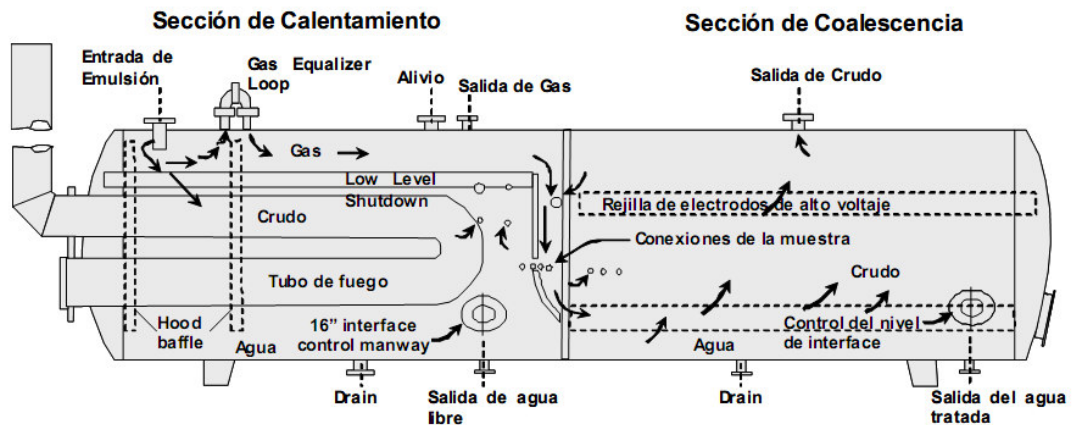 Sección de Calentamiento
Sección de Coalescencia
Entrada de
Emulsión
Gas Equalizer
Loop
Alivio
Salida de Gas
Salida de Crudo
Gas
Low Level
Shutdown
Crudo
Rejilla de electrodos de alto voltaje
Conexiones de la muestra
Tubo de fuego
Crudo
Hood
baffle
Agua
16” interface
control manway
Agua
Control del nivel
de interface
Drain
Salida de agua
libre
Drain
Salida del agua
tratada